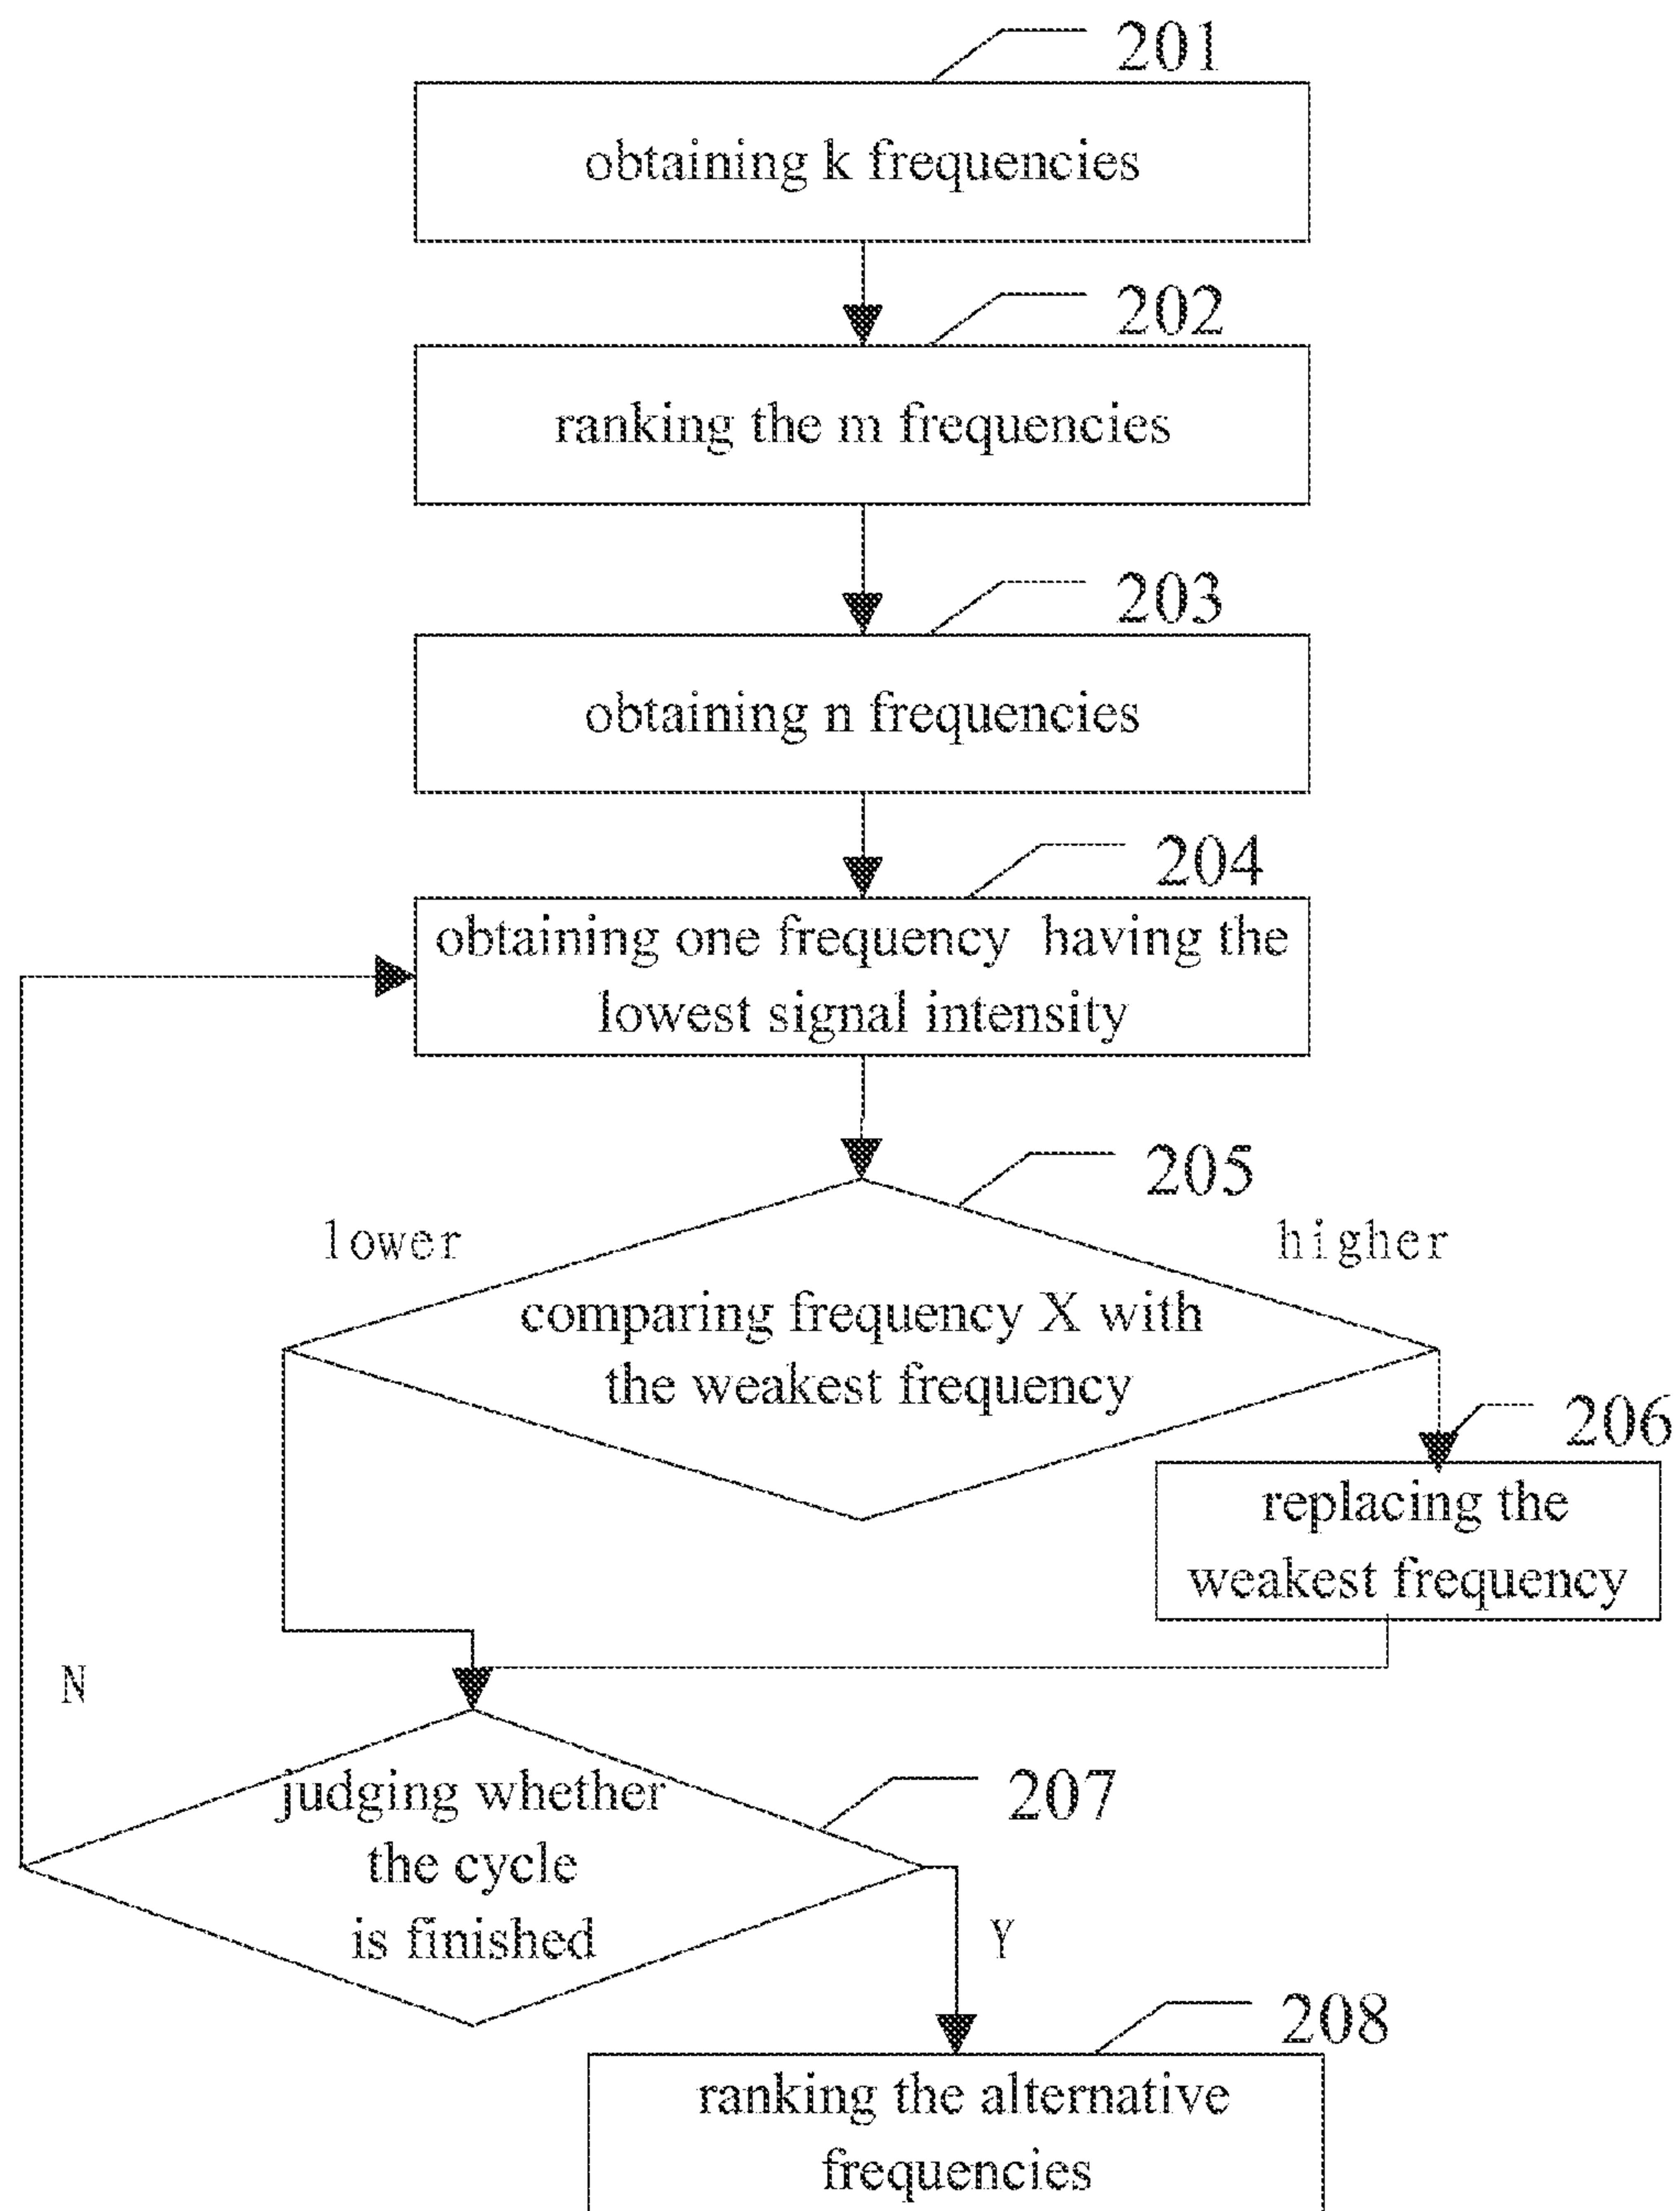 201
obtaining k frequencies
202
ranking the m frequencies
203
obtaining n frequencies
204
obtaining one frequency having the
lowest signal intensity
205
lower
higher
comparing frequency X with
the weakest frequency
206
replacing the
weakest frequency
N
207
judging whether
the cycle
is finished
Y
208
ranking the alternative
frequencies